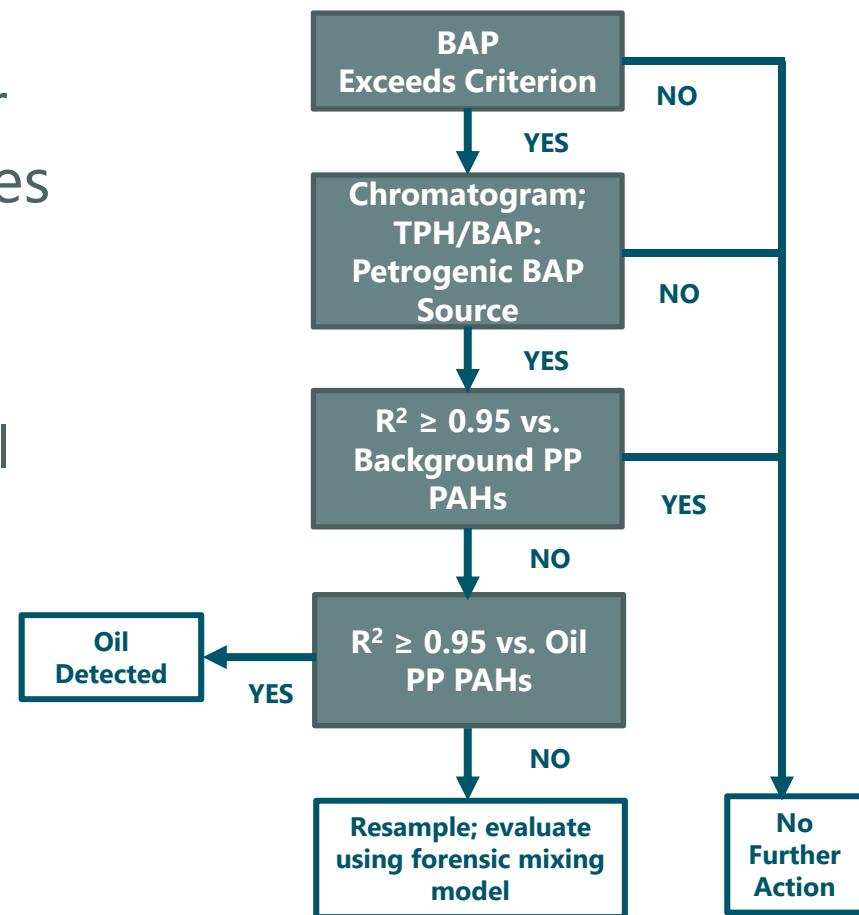 BAP
Exceeds Criterion
NO
YES
es
Chromatogram;
TPH/BAP:
Petrogenic BAP
Source
NO
YES
R² ≥ 0.95 vs.
Background PP
PAHs
YES
NO
R² ≥ 0.95 vs. Oil
PP PAHs
Oil
Detected
YES
NO
Resample; evaluate
using forensic mixing
model
No
Further
Action